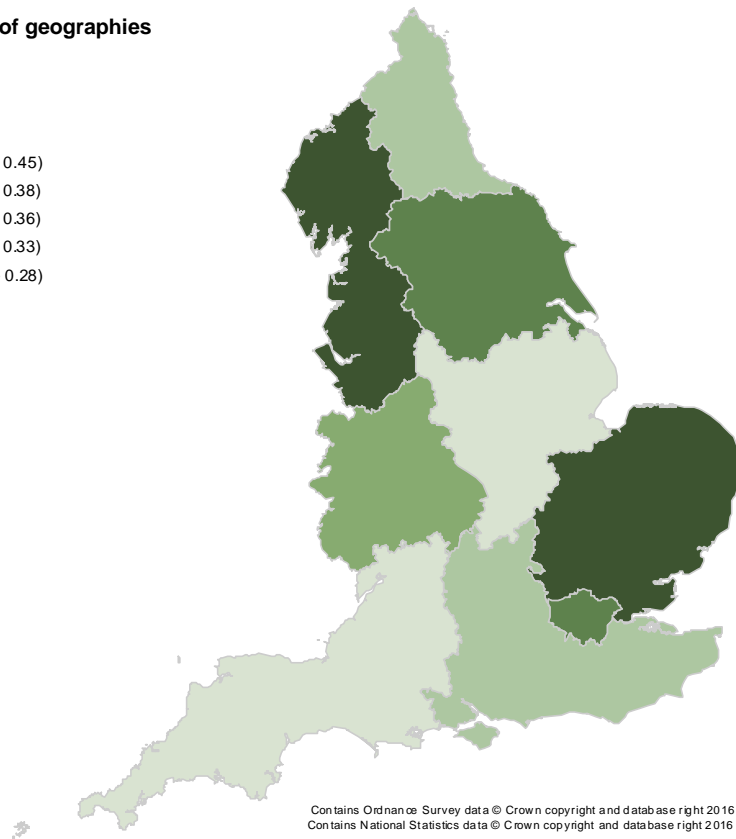 of geographies
0.45)
0.38)
0.36)
0.33)
0.28)
Contains Ordnance Survey data © Crown copyright and database right 2016
Contains National Statistics data © Crown copyright and database right 2016